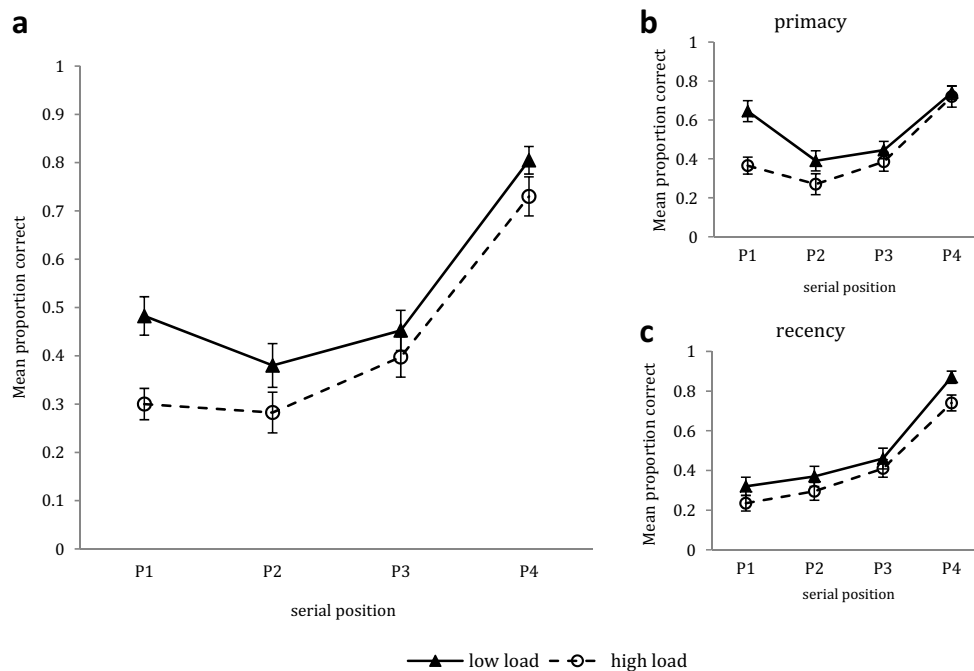 a
Mean proportion correct
1
0.9
0.8
0.7
0.6
0.5
0.4
0.3
0.2
0.1
0
P1 P2 P3 P4
serial position
b
primacy
Mean proportion correct
1
0.8
0.6
0.4
0.2
0
P1 P2 P3 P4
serial position
c
recency
Mean proportion correct
1
0.8
0.6
0.4
0.2
0
P1 P2 P3 P4
serial position
low load high load